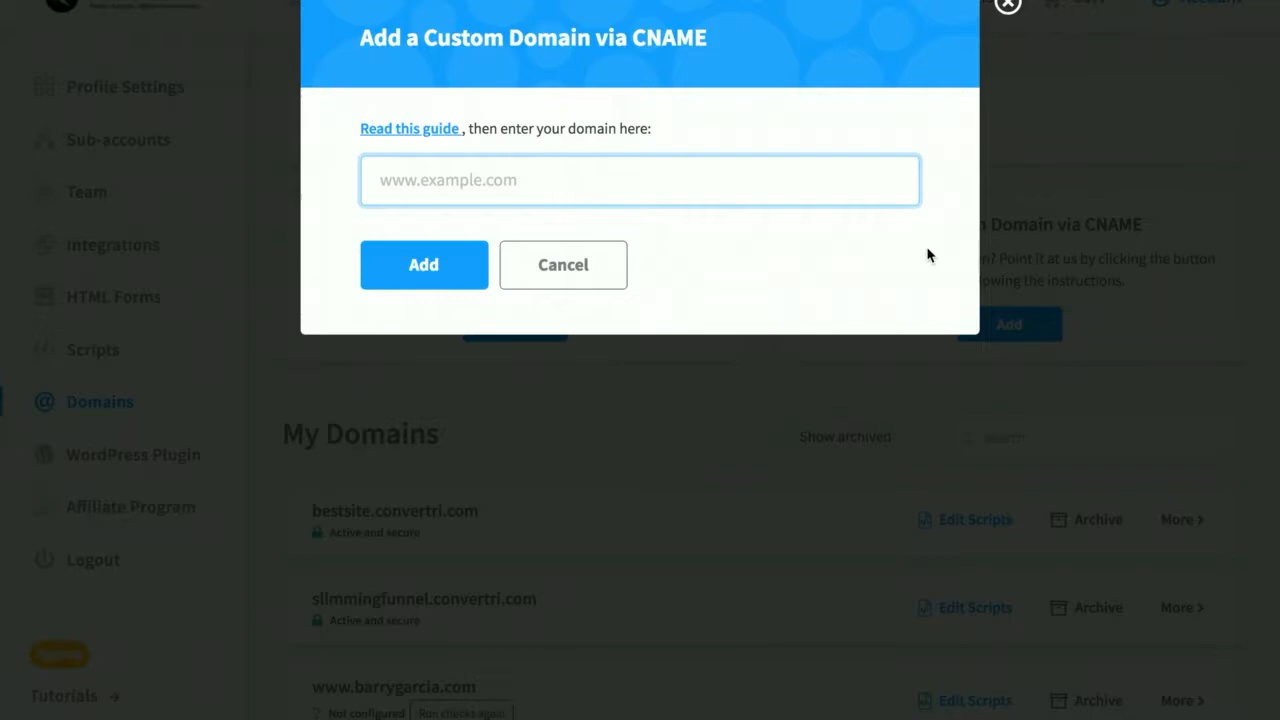 Add a Custom Domain via CNAME
Read this guide , then enter your domain here:
www.example.com
Add
Cancel
Profile Settings
Sub-accounts
Team
Integrations
HTML Forms
Scripts
Domains
WordPress Plugin
Affiliate Program
Logout
Tutorials →
Domain via CNAME
n? Point it at us by clicking the button
owing the instructions.
Add
My Domains
Show archived
Search
bestsite.convertri.com
Active and secure
Edit Scripts
Archive
More >
slimmingfunnel.convertri.com
Active and secure
Edit Scripts
Archive
More >
www.barrygarcia.com
Not configured
Run checks again
Edit Scripts
Archive
More >